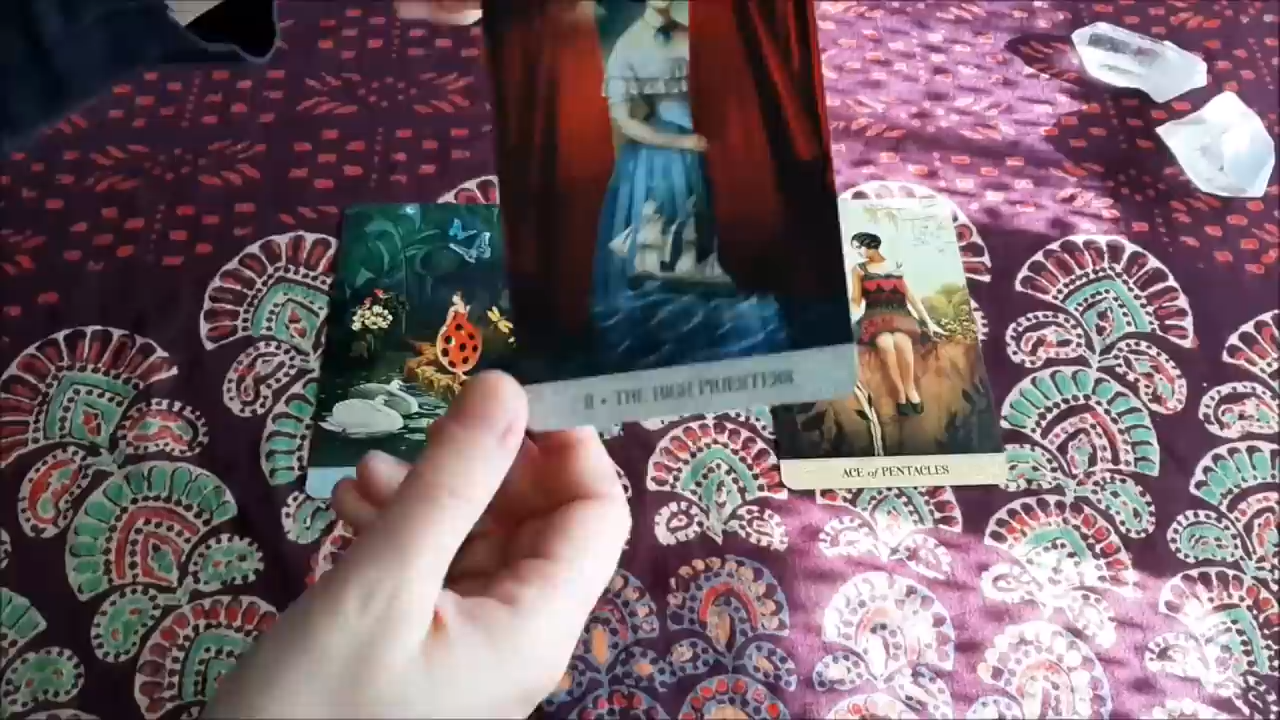 II • THE HIGH PRIESTESS
ACE of PENTACLES